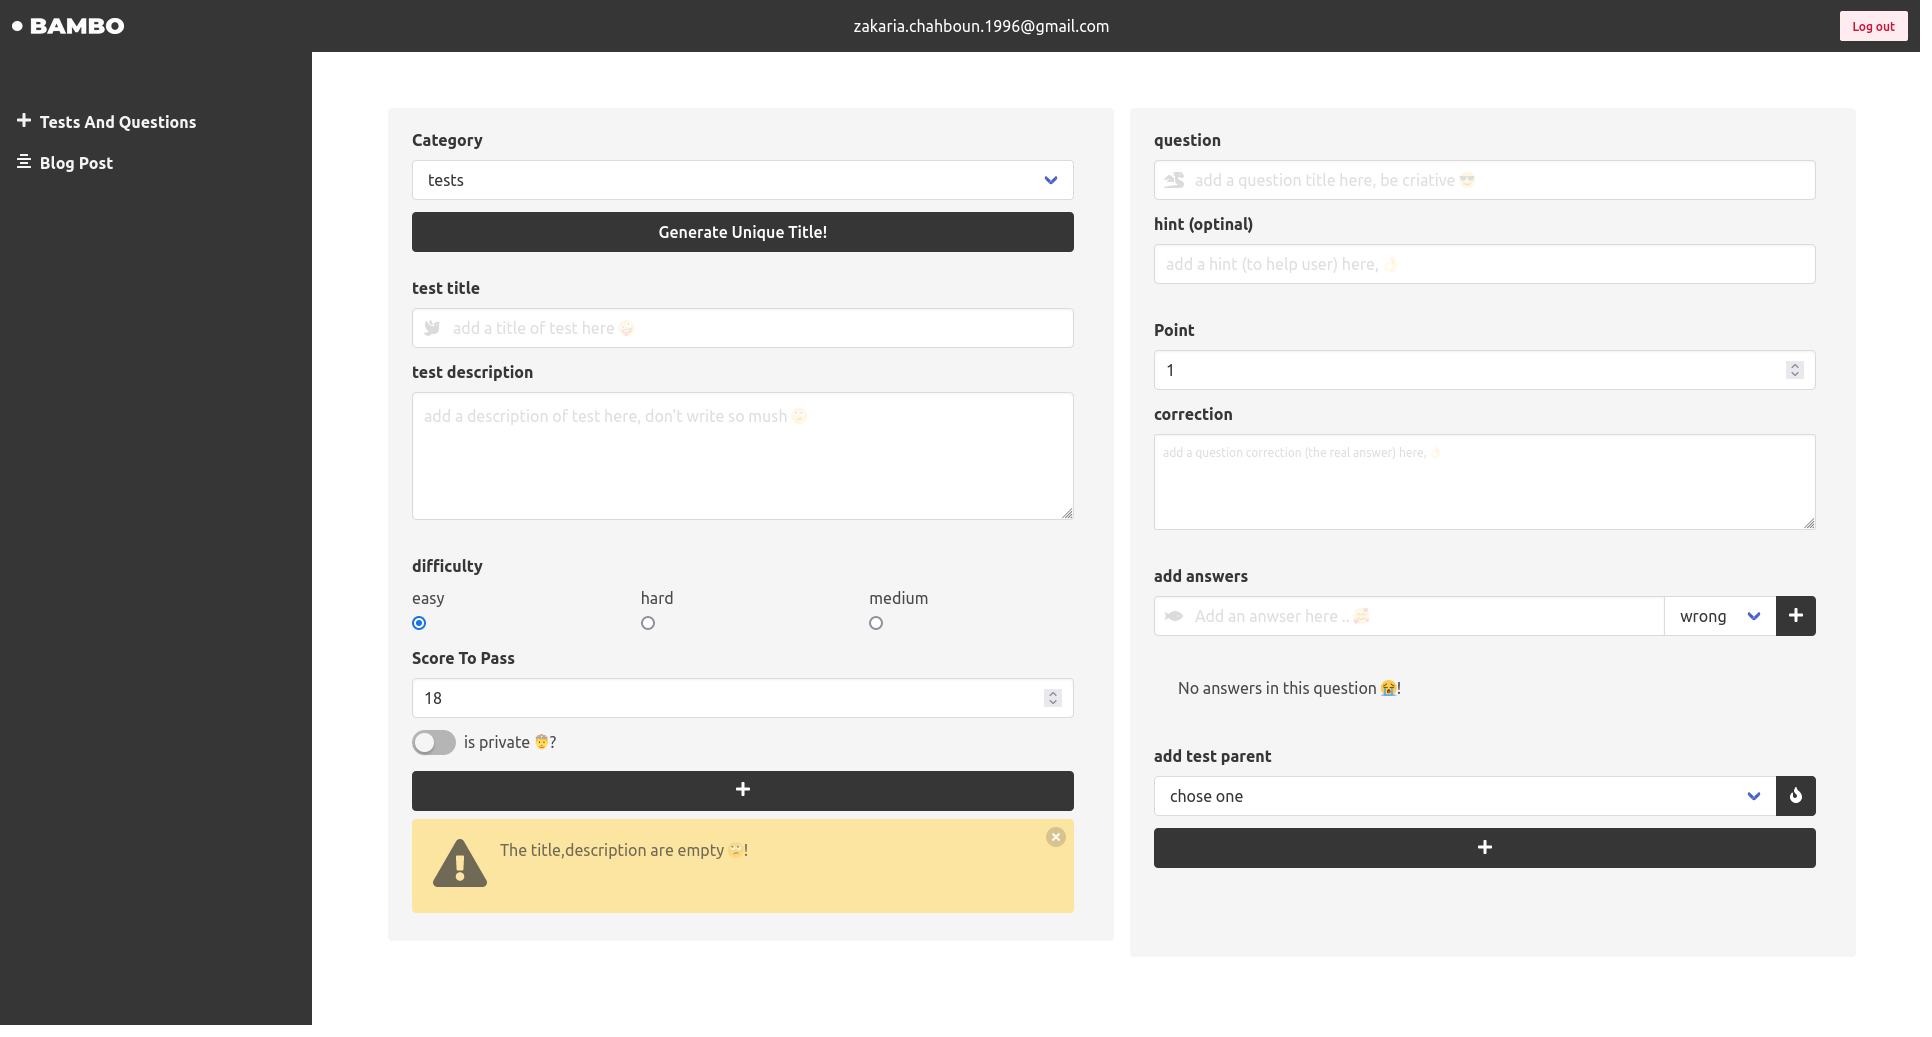 BAMBO
zakaria.chahboun.1996@gmail.com
Log out
Tests And Questions
Blog Post
Category
tests
Generate Unique Title!
test title
add a title of test here 🤪
test description
add a description of test here, don't write so mush 🙄
difficulty
easy hard medium
Score To Pass
18
is private 👨?
The title,description are empty 🙄!
question
add a question title here, be criative 😎
hint (optinal)
add a hint (to help user) here, 👌
Point
1
correction
add a question correction (the real answer) here, 👌
add answers
Add an anwser here .. 🥰
wrong
No answers in this question 😭!
add test parent
chose one